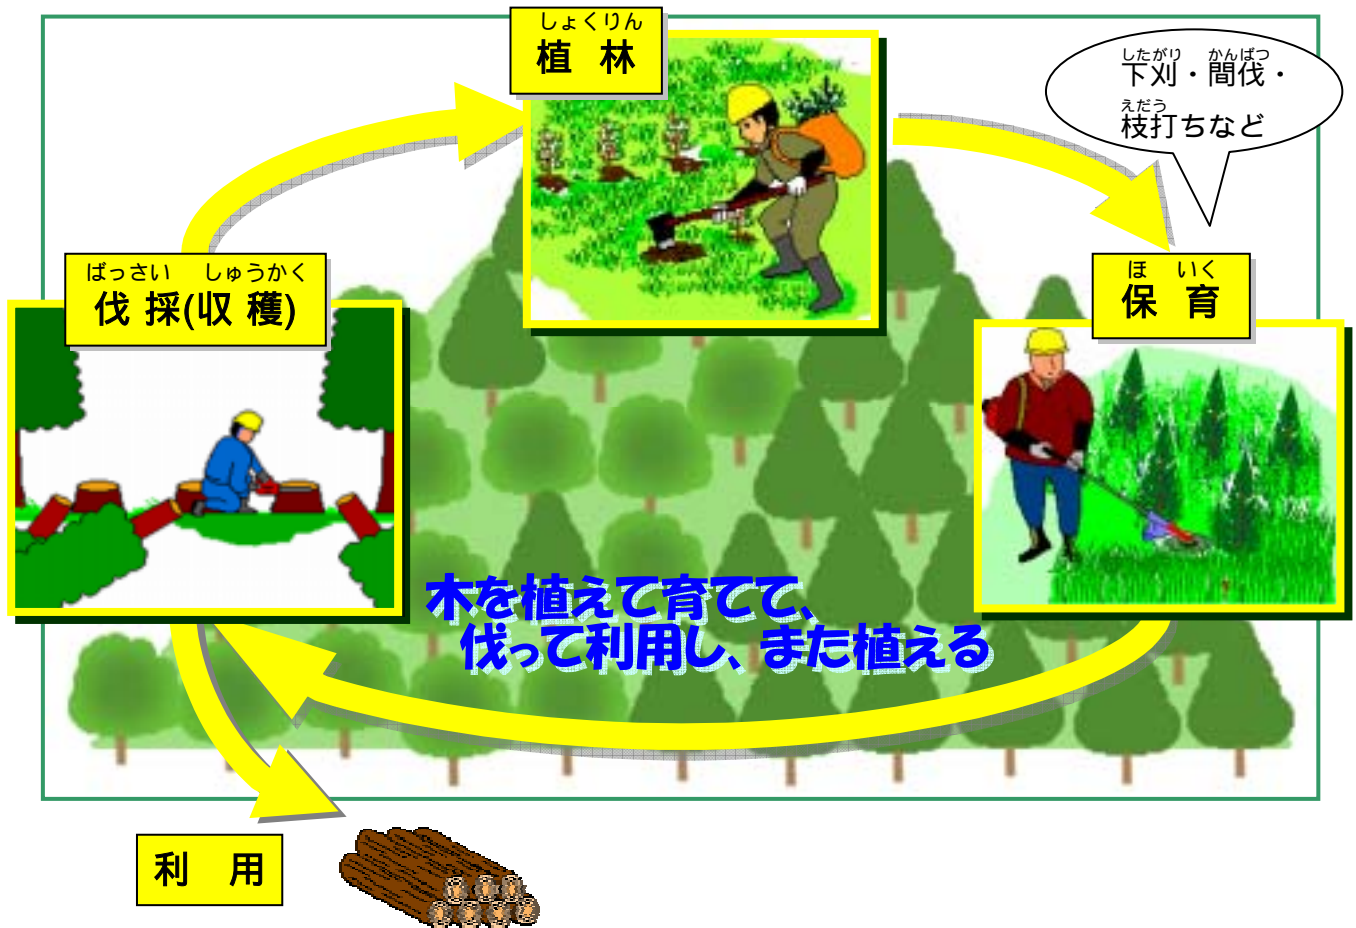 しょくりん
植 林
したがり かんばつ
下刈・間伐・
えだう
枝打ちなど
ほ いく
保 育
ばっさい しゅうかく
伐 採(収 穫)
木を植えて育てて、
伐って利用し、また植える
利 用